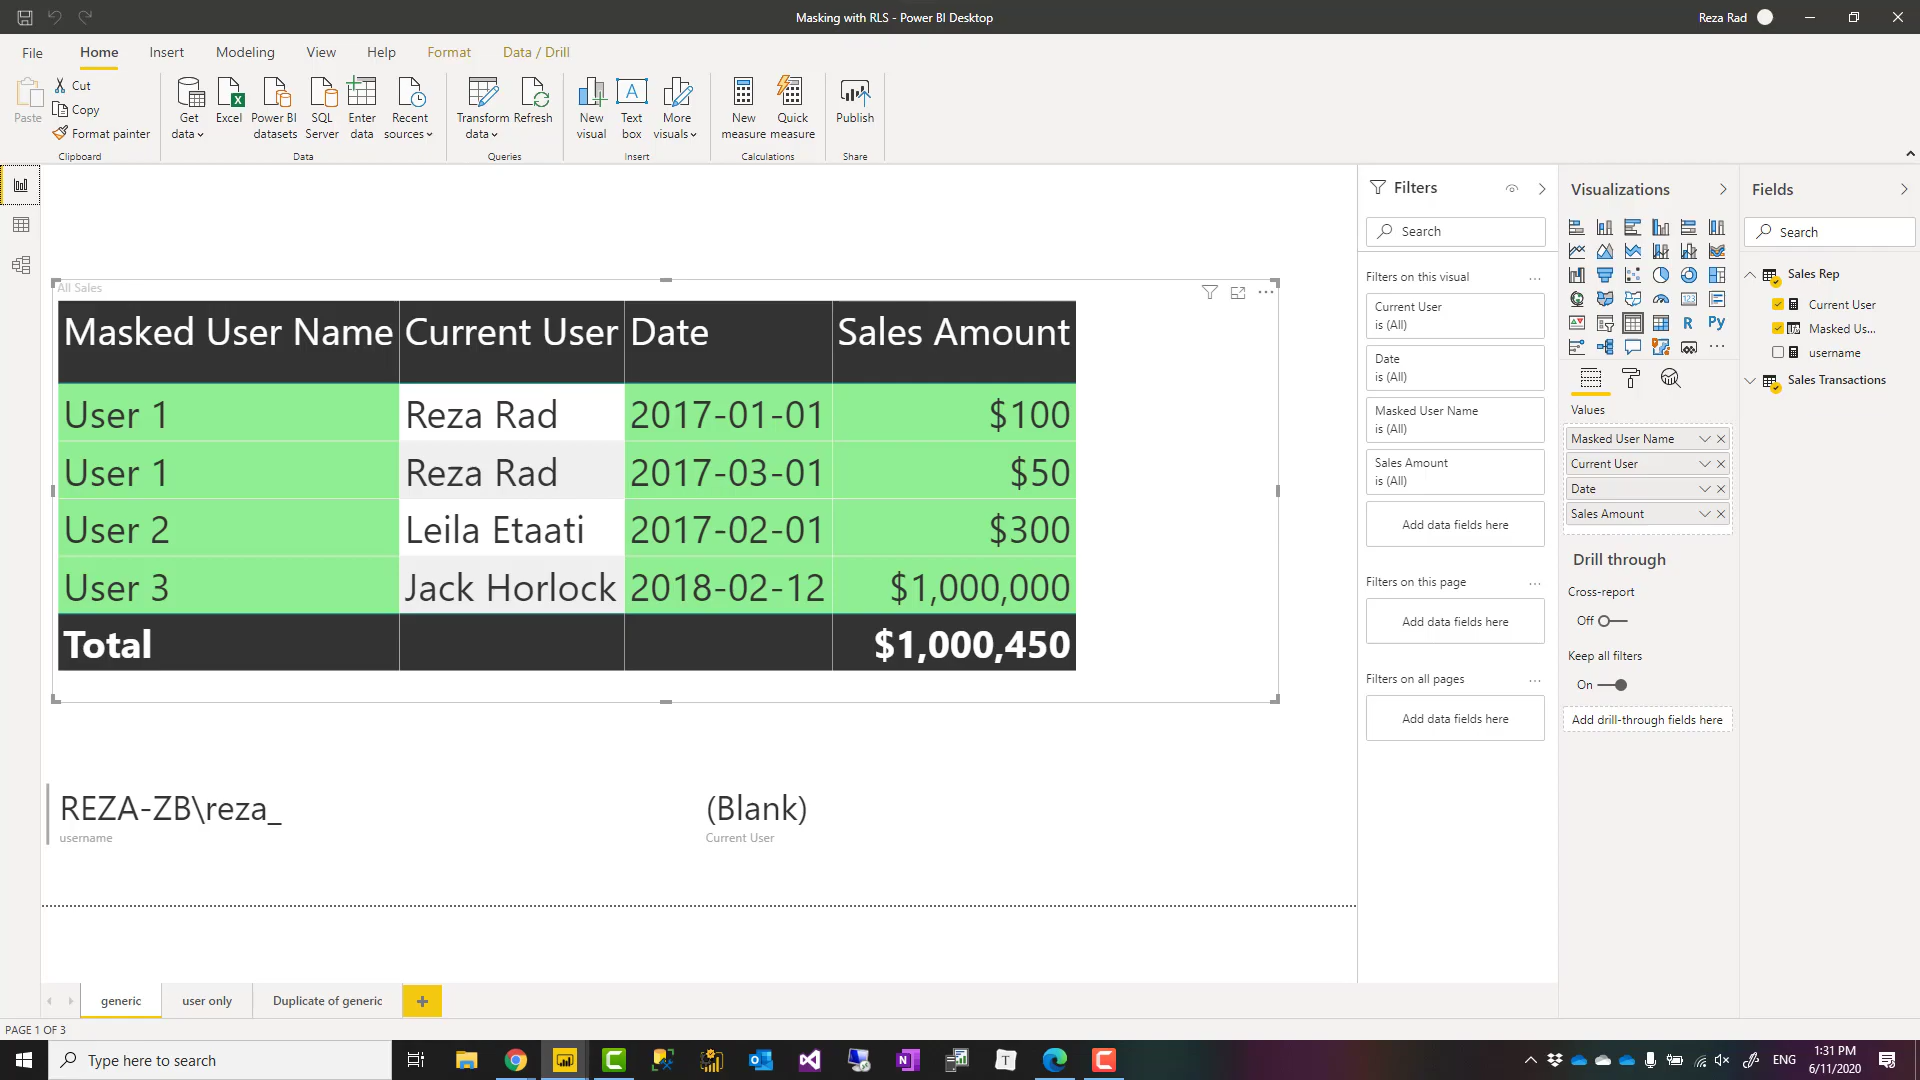 Masking with RLS - Power BI Desktop
Reza Rad
File
Home
Insert
Modeling
View
Help
Format
Data / Drill
Paste
Cut
Copy
Format painter
Clipboard
Get data
Excel
Power BI datasets
SQL Server
Enter data
Recent sources
Data
Transform data
Refresh
Queries
New visual
Text box
More visuals
Insert
New measure
Quick measure
Calculations
Publish
Share
All Sales
Masked User Name Current User Date Sales Amount
User 1 Reza Rad 2017-01-01 $100
User 1 Reza Rad 2017-03-01 $50
User 2 Leila Etaati 2017-02-01 $300
User 3 Jack Horlock 2018-02-12 $1,000,000
Total $1,000,450
REZA-ZB\reza_
username
(Blank)
Current User
Filters
Search
Filters on this visual
Current User
is (All)
Date
is (All)
Masked User Name
is (All)
Sales Amount
is (All)
Add data fields here
Filters on this page
Add data fields here
Filters on all pages
Add data fields here
Visualizations
R
Py
123
Values
Masked User Name
Current User
Date
Sales Amount
Drill through
Cross-report
Off
Keep all filters
On
Add drill-through fields here
Fields
Search
Sales Rep
Current User
Masked Us...
username
Sales Transactions
generic
user only
Duplicate of generic
PAGE 1 OF 3
Type here to search
ENG
1:31 PM
6/11/2020